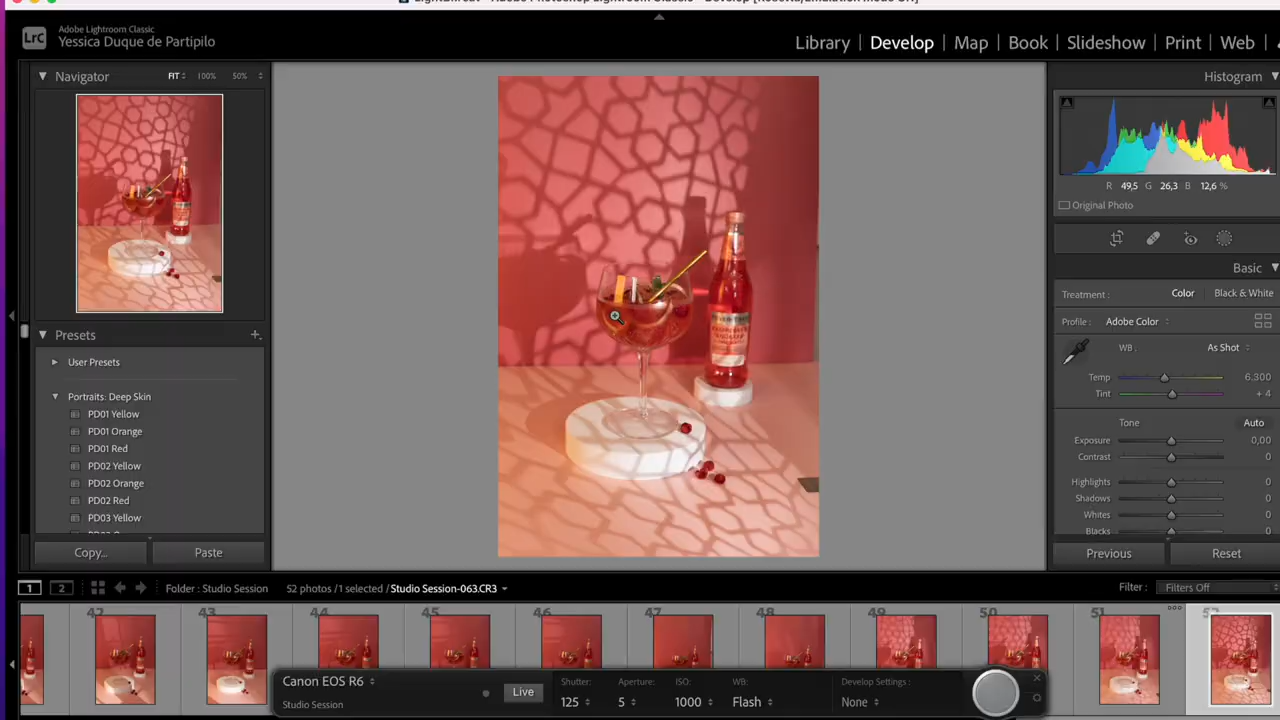 Adobe Lightroom Classic
Yessica Duque de Partipilo
LrC
Library | Develop | Map | Book | Slideshow | Print | Web
Navigator FIT 100% 50%
Histogram
R 49,5 G 26,3 B 12,6 %
Original Photo
Basic
Treatment : Color Black & White
Profile : Adobe Color
WB : As Shot
Temp 6.300
Tint + 4
Tone Auto
Exposure 0,00
Contrast 0
Highlights 0
Shadows 0
Whites 0
Blacks
Previous Reset
Presets
User Presets
Portraits: Deep Skin
PD01 Yellow
PD01 Orange
PD01 Red
PD02 Yellow
PD02 Orange
PD02 Red
PD03 Yellow
Copy... Paste
1 2 Folder : Studio Session 52 photos / 1 selected / Studio Session-063.CR3
Filter : Filters Off
42 43 44 45 46 47 48 49 50 51 52
Canon EOS R6
Studio Session
Live
Shutter: Aperture: ISO: WB: Develop Settings :
125 5 1000 Flash None